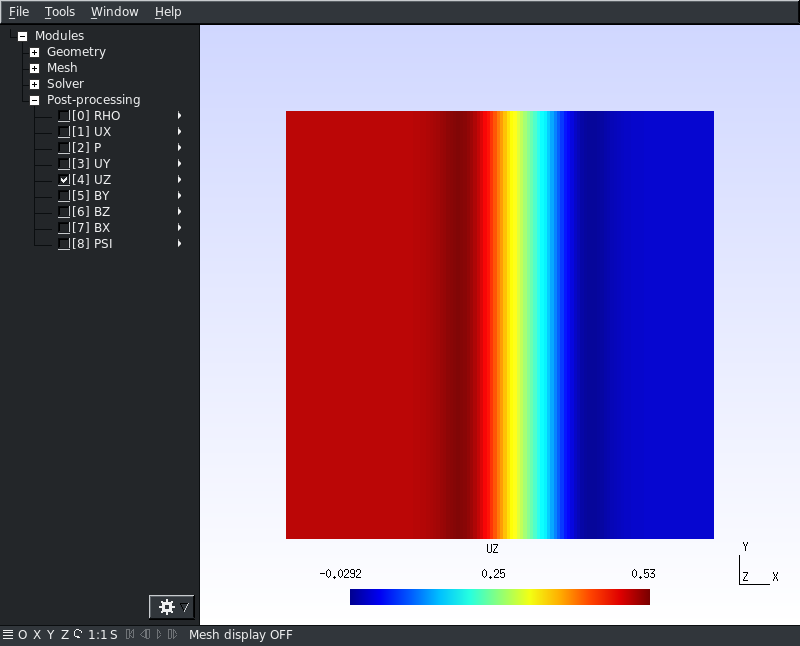 File Tools Window Help
Modules
Geometry
Mesh
Solver
Post-processing
[0] RHO
[1] UX
[2] P
[3] UY
[4] UZ
[5] BY
[6] BZ
[7] BX
[8] PSI
UZ
-0.0292 0.25 0.53
Y
Z X
O X Y Z 1:1 S Mesh display OFF